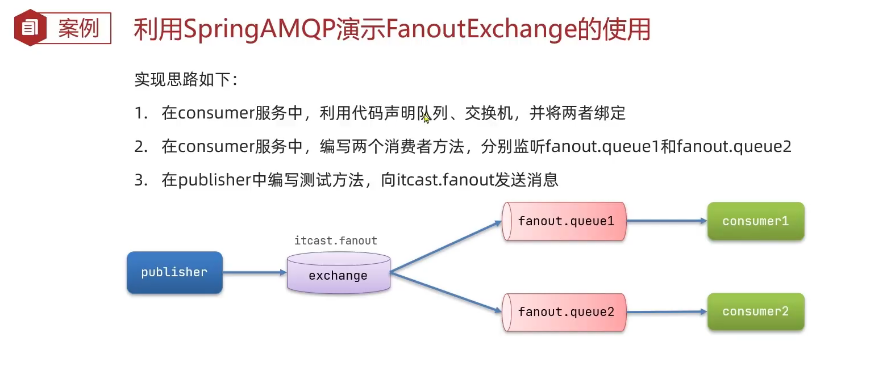 案例 利用SpringAMQP演示FanoutExchange的使用
实现思路如下：
1. 在consumer服务中，利用代码声明队列、交换机，并将两者绑定
2. 在consumer服务中，编写两个消费者方法，分别监听fanout.queue1和fanout.queue2
3. 在publisher中编写测试方法，向itcast.fanout发送消息
fanout.queue1
consumer1
itcast.fanout
publisher
exchange
fanout.queue2
consumer2